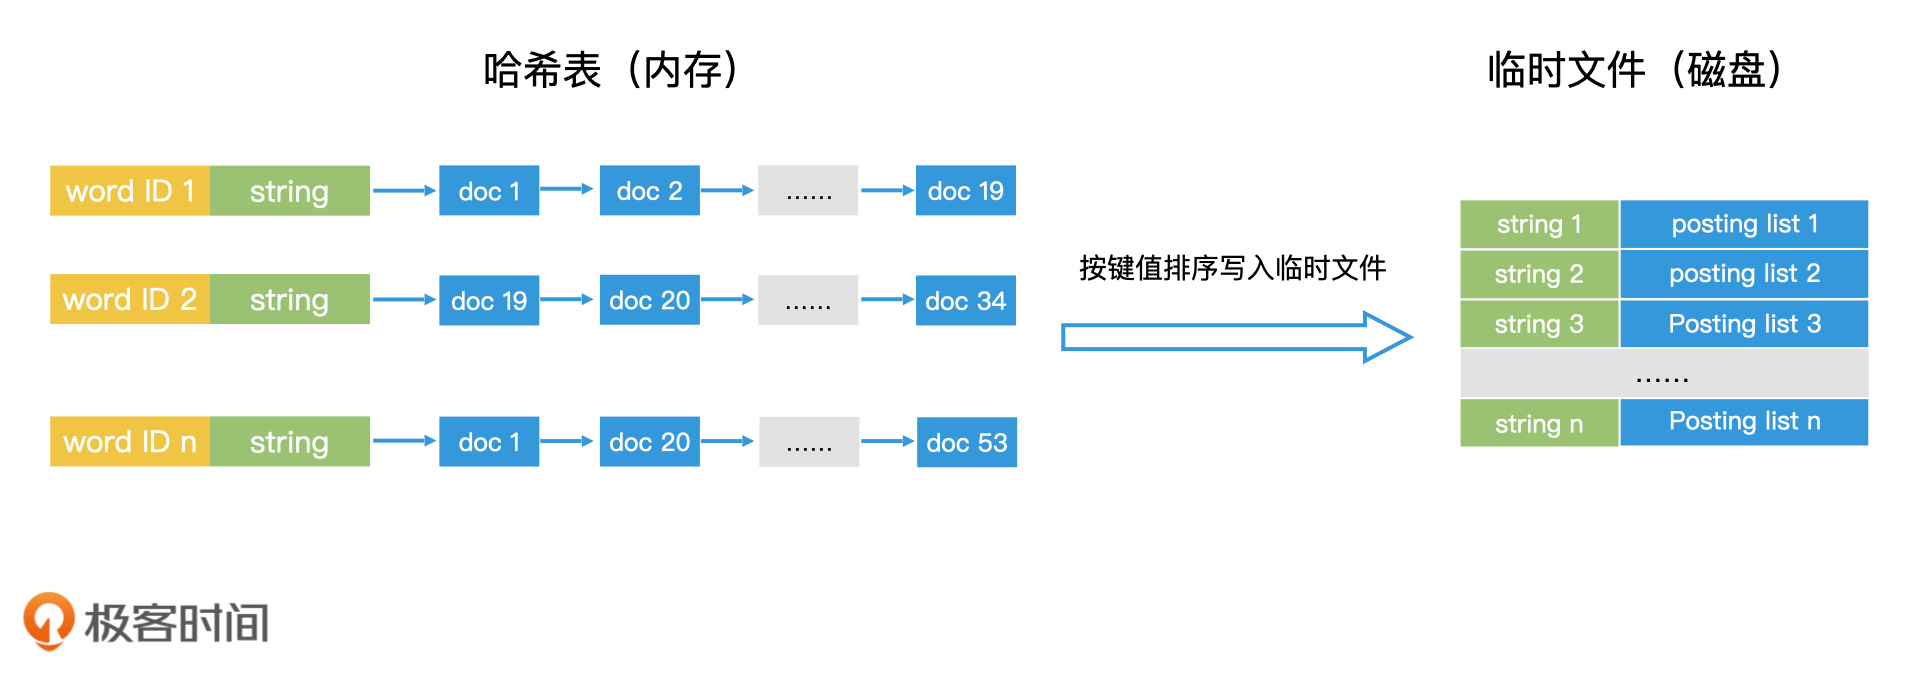 哈希表（内存）
临时文件（磁盘）
word ID 1 string doc 1 doc 2 ...... doc 19
word ID 2 string doc 19 doc 20 ...... doc 34
word ID n string doc 1 doc 20 ...... doc 53
按键值排序写入临时文件
string 1 posting list 1
string 2 posting list 2
string 3 Posting list 3
......
string n Posting list n
极客时间